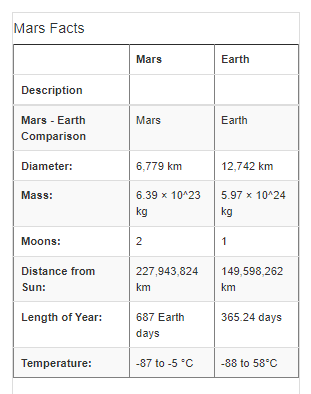 Mars Facts
Mars Earth
Description
Mars - Earth Mars Earth
Comparison
Diameter: 6,779 km 12,742 km
Mass: 6.39 × 10^23 5.97 × 10^24
kg kg
Moons: 2 1
Distance from 227,943,824 149,598,262
Sun: km km
Length of Year: 687 Earth 365.24 days
days
Temperature: -87 to -5 °C -88 to 58°C